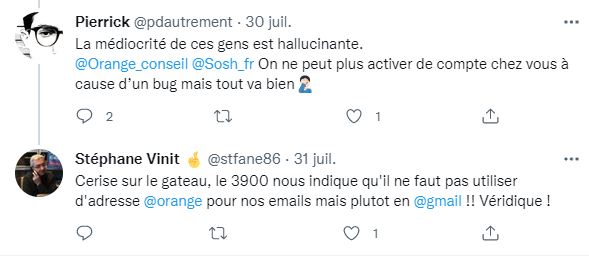 Pierrick @pdautrement · 30 juil.
La médiocrité de ces gens est hallucinante.
@Orange_conseil @Sosh_fr On ne peut plus activer de compte chez vous à
cause d’un bug mais tout va bien🤦🏻‍♂️
2 1
Stéphane Vinit 🤞 @stfane86 · 31 juil.
Cerise sur le gateau, le 3900 nous indique qu'il ne faut pas utiliser
d'adresse @orange pour nos emails mais plutot en @gmail !! Véridique !
1